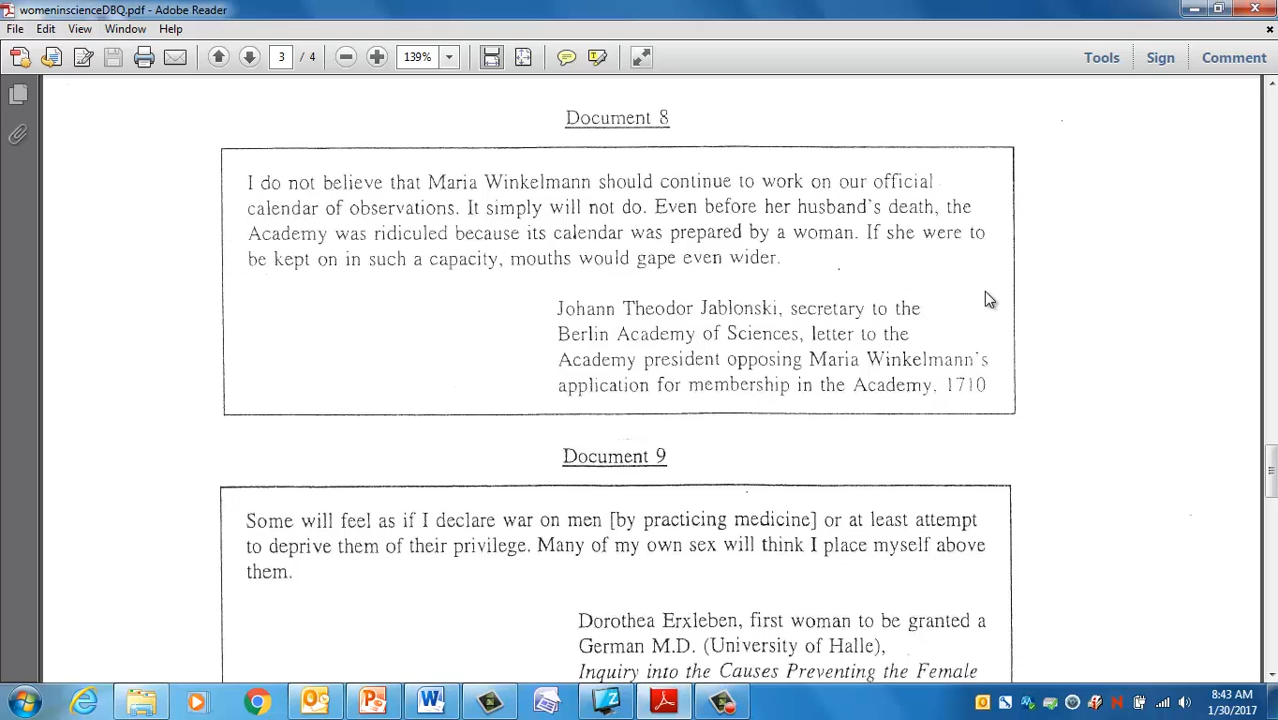 womeninscienceDBQ.pdf - Adobe Reader
File Edit View Window Help
3 / 4 139% Tools Sign Comment
Document 8
I do not believe that Maria Winkelmann should continue to work on our official
calendar of observations. It simply will not do. Even before her husband's death, the
Academy was ridiculed because its calendar was prepared by a woman. If she were to
be kept on in such a capacity, mouths would gape even wider.
Johann Theodor Jablonski, secretary to the
Berlin Academy of Sciences, letter to the
Academy president opposing Maria Winkelmann's
application for membership in the Academy, 1710
Document 9
Some will feel as if I declare war on men [by practicing medicine] or at least attempt
to deprive them of their privilege. Many of my own sex will think I place myself above
them.
Dorothea Erxleben, first woman to be granted a
German M.D. (University of Halle),
Inquiry into the Causes Preventing the Female
8:43 AM
1/30/2017